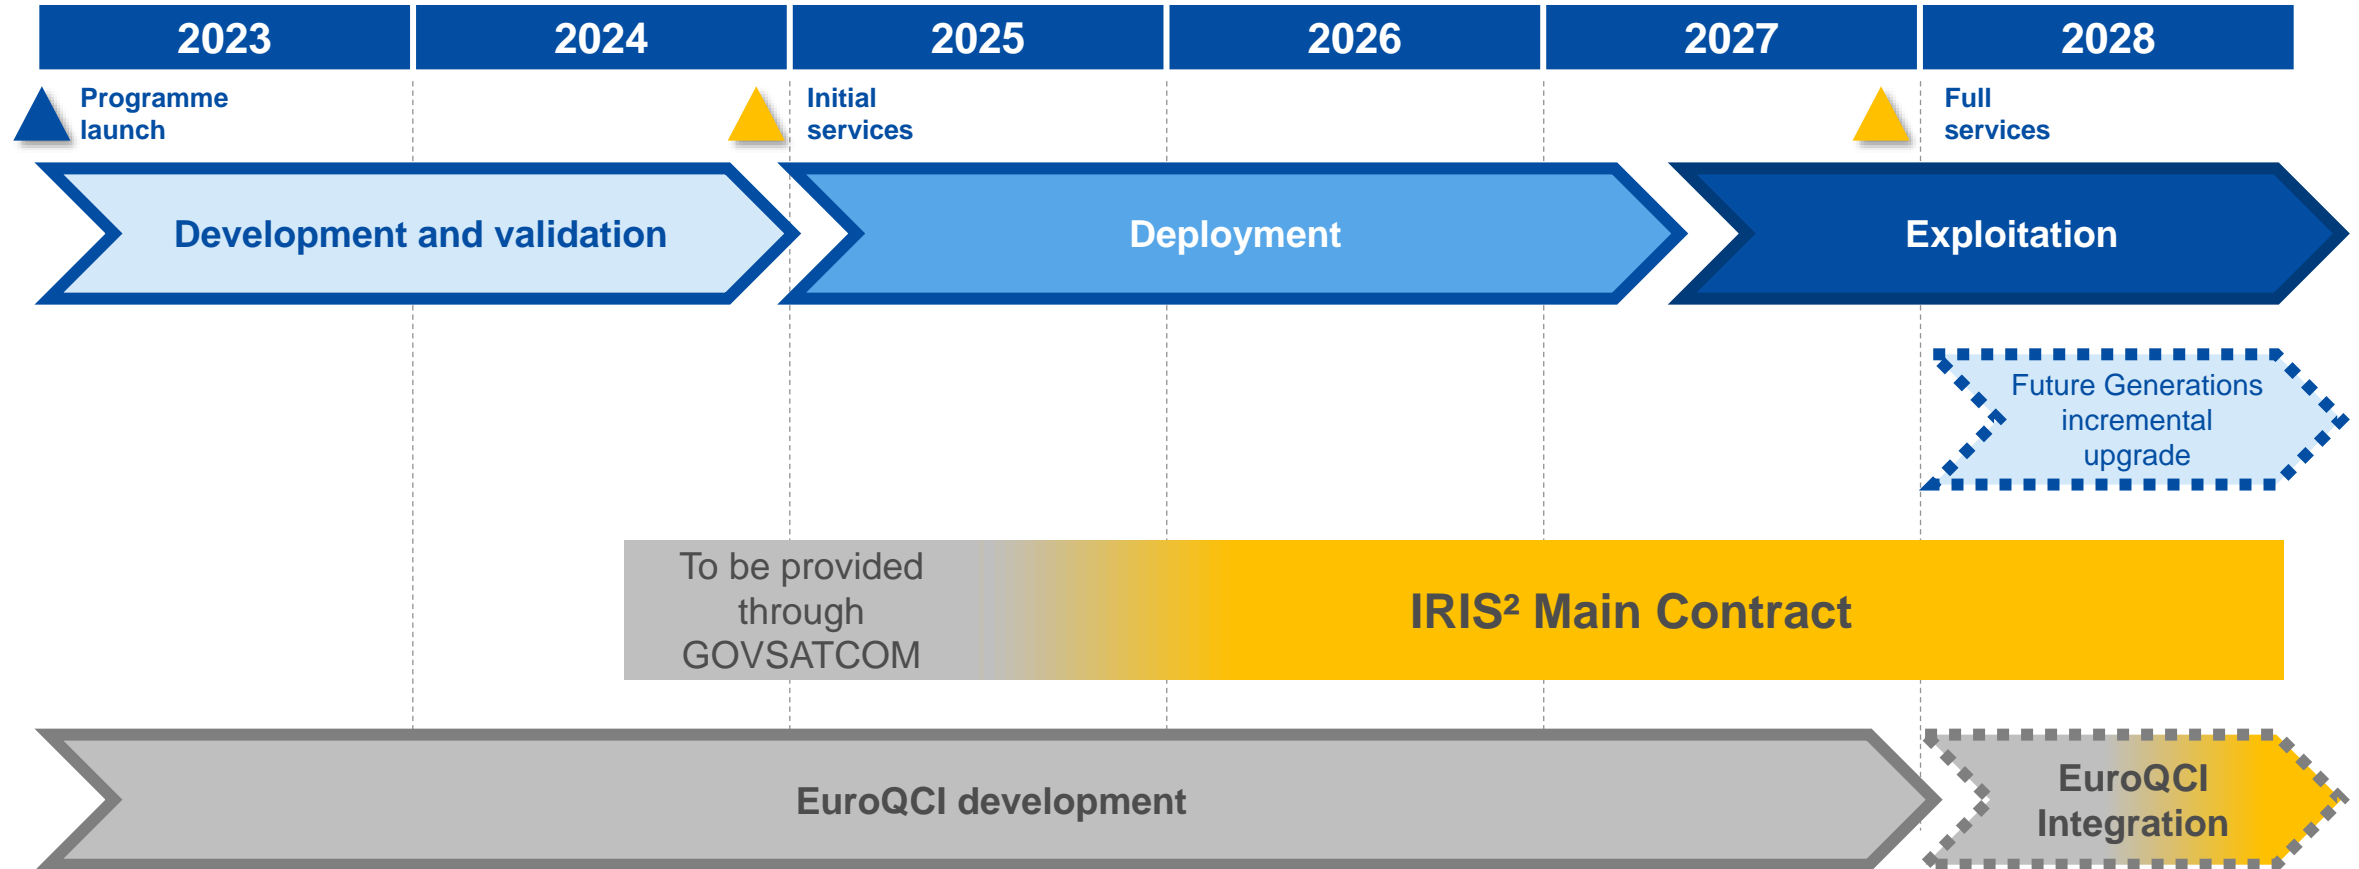 2023
2024
2025
2026
2027
2028
Programme
launch
Initial
services
Full
services
Development and validation
Deployment
Exploitation
Future Generations
incremental
upgrade
To be provided
through
GOVSATCOM
IRIS² Main Contract
EuroQCI development
EuroQCI
Integration